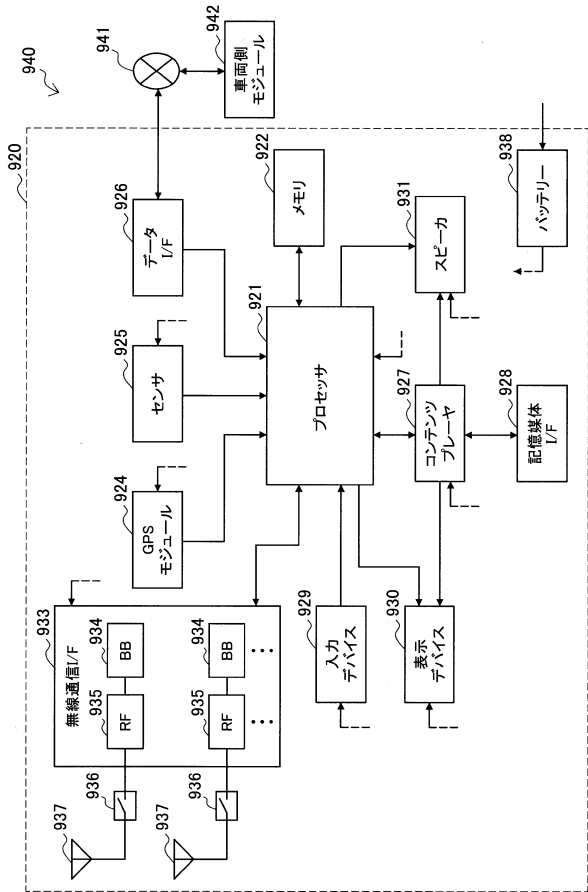 940
941
942
車両側
モジュール
920
926
データ
I/F
922
メモリ
931
スピーカ
938
バッテリー
925
センサ
921
プロセッサ
927
コンテンツ
プレーヤ
928
記憶媒体
I/F
924
GPS
モジュール
933
無線通信I/F
934
BB
935
RF
934
BB
935
RF
936
936
937
937
929
入力
デバイス
930
表示
デバイス